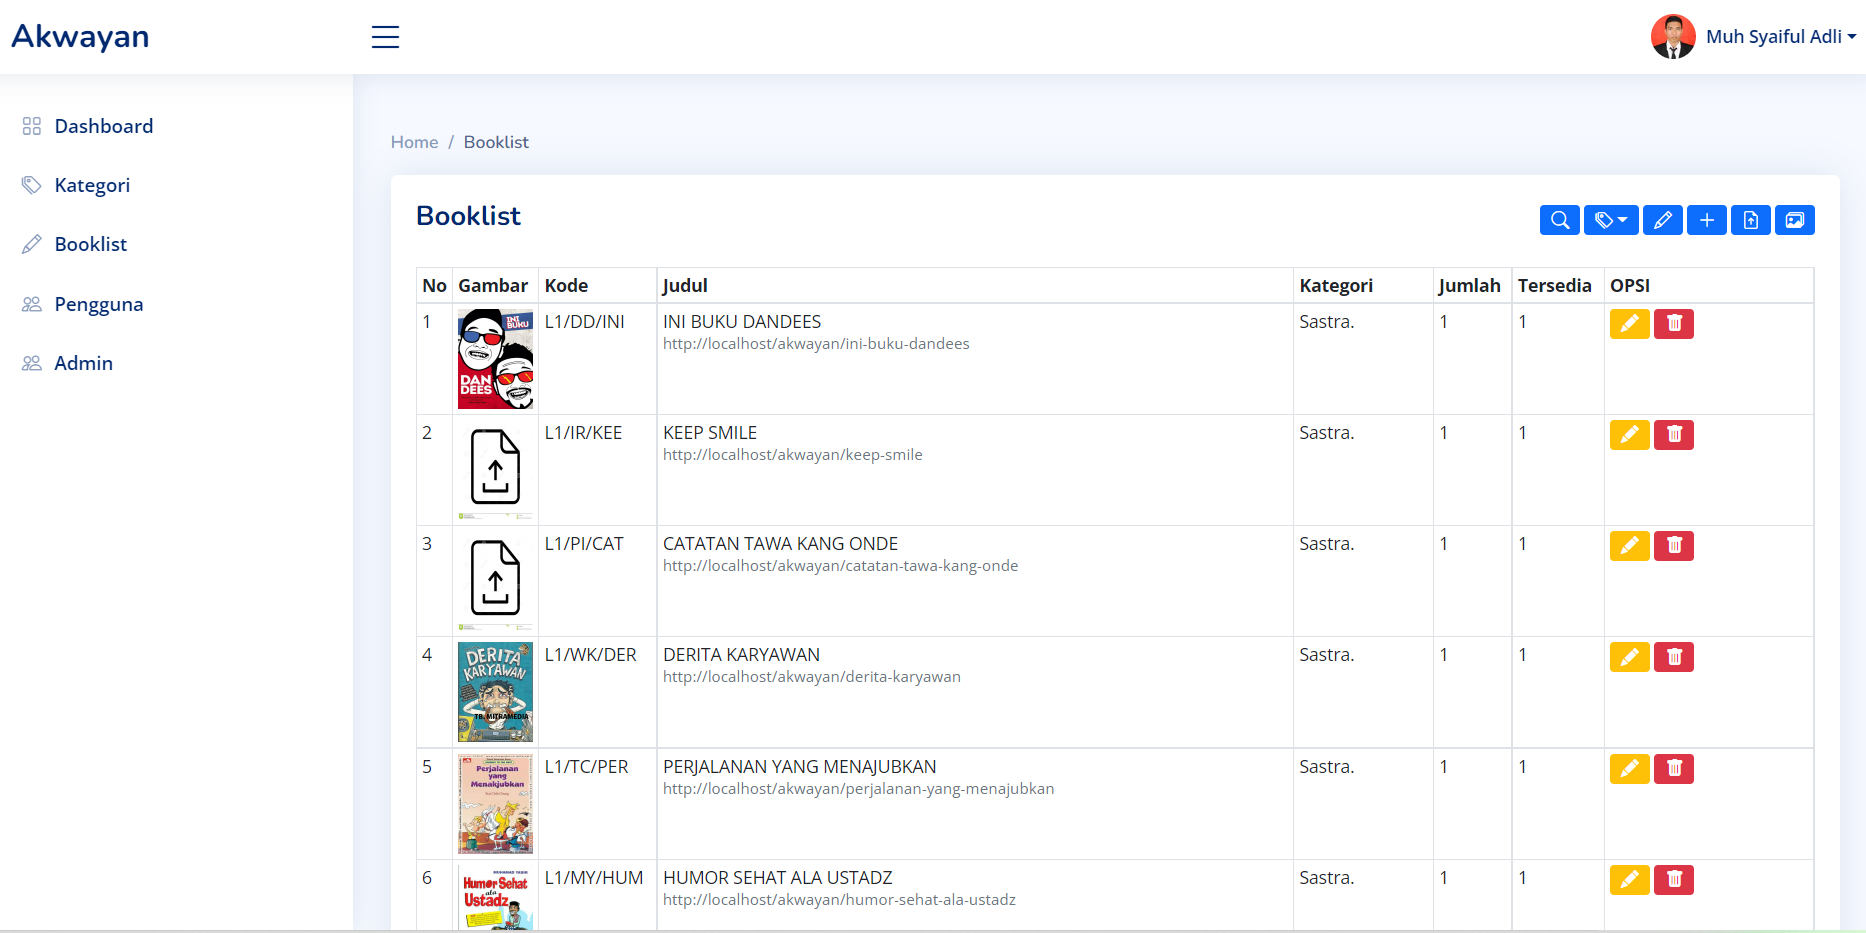 Akwayan
Muh Syaiful Adli
Dashboard
Kategori
Booklist
Pengguna
Admin
Home / Booklist
Booklist
No Gambar Kode Judul Kategori Jumlah Tersedia OPSI
1 L1/DD/INI INI BUKU DANDEES Sastra. 1 1
http://localhost/akwayan/ini-buku-dandees
INI
BUKU
DAN
DEES
2 L1/IR/KEE KEEP SMILE Sastra. 1 1
http://localhost/akwayan/keep-smile
3 L1/PI/CAT CATATAN TAWA KANG ONDE Sastra. 1 1
http://localhost/akwayan/catatan-tawa-kang-onde
4 L1/WK/DER DERITA KARYAWAN Sastra. 1 1
http://localhost/akwayan/derita-karyawan
DERITA
KARYAWAN
TB. MITRAMEDIA
5 L1/TC/PER PERJALANAN YANG MENAJUBKAN Sastra. 1 1
http://localhost/akwayan/perjalanan-yang-menajubkan
Perjalanan
yang
Menakjubkan
6 L1/MY/HUM HUMOR SEHAT ALA USTADZ Sastra. 1 1
http://localhost/akwayan/humor-sehat-ala-ustadz
Humor Sehat
ala
Ustadz